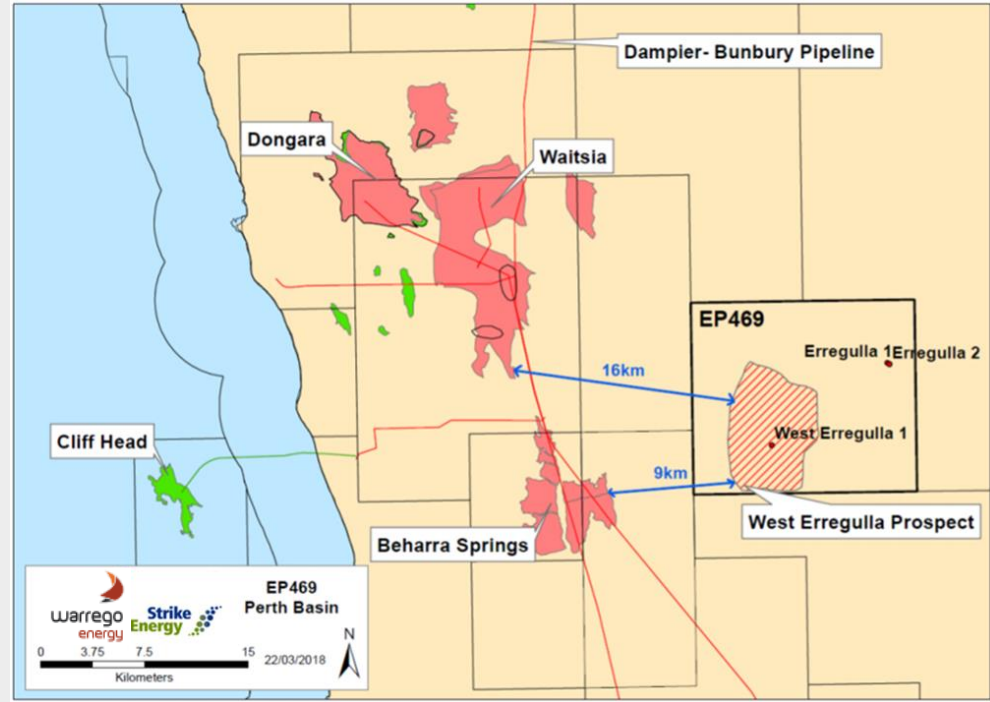 Dampier- Bunbury Pipeline
Dongara
Waitsia
EP469
Erregulla 1
Erregulla 2
16km
West Erregulla 1
Cliff Head
9km
West Erregulla Prospect
Beharra Springs
warrego
energy
Strike
Energy
EP469
Perth Basin
N
0 3.75 7.5 15
22/03/2018
Kilometers